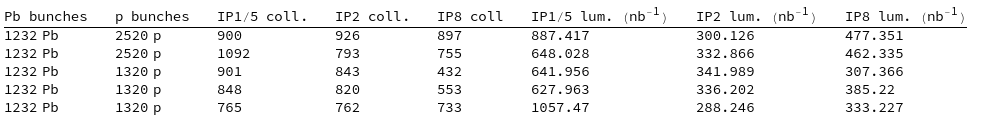 Pb bunches p bunches IP1/5 coll. IP2 coll. IP8 coll IP1/5 lum. (nb⁻¹) IP2 lum. (nb⁻¹) IP8 lum. (nb⁻¹)
1232 Pb 2520 p 900 926 897 887.417 300.126 477.351
1232 Pb 2520 p 1092 793 755 648.028 332.866 462.335
1232 Pb 1320 p 901 843 432 641.956 341.989 307.366
1232 Pb 1320 p 848 820 553 627.963 336.202 385.22
1232 Pb 1320 p 765 762 733 1057.47 288.246 333.227